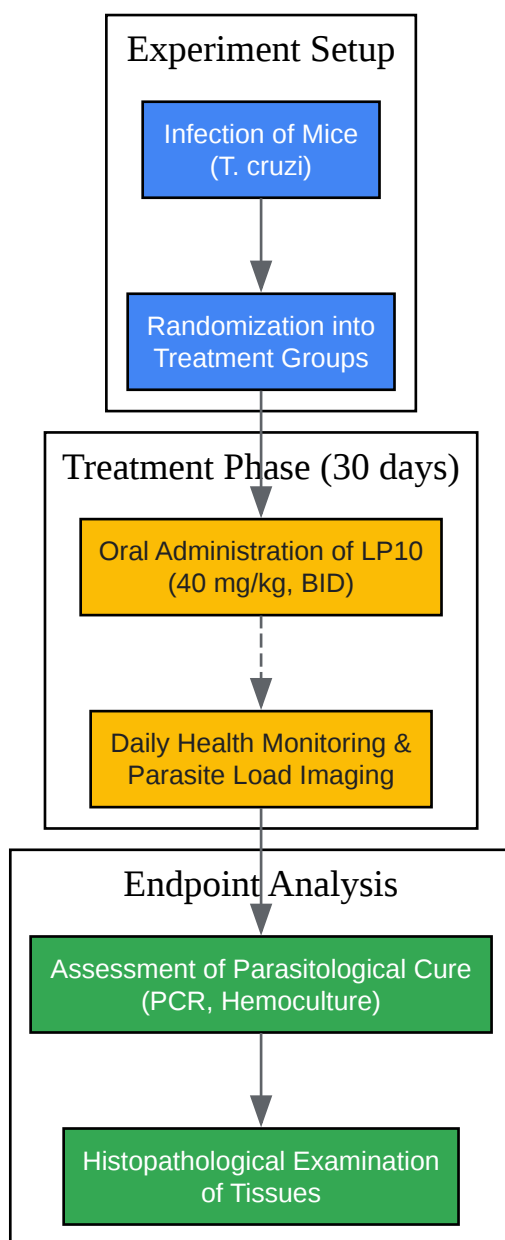 Experiment Setup
Infection of Mice
(T. cruzi)
Randomization into
Treatment Groups
Treatment Phase (30 days)
Oral Administration of LP10
(40 mg/kg, BID)
Daily Health Monitoring &
Parasite Load Imaging
Endpoint Analysis
Assessment of Parasitological Cure
(PCR, Hemoculture)
Histopathological Examination
of Tissues